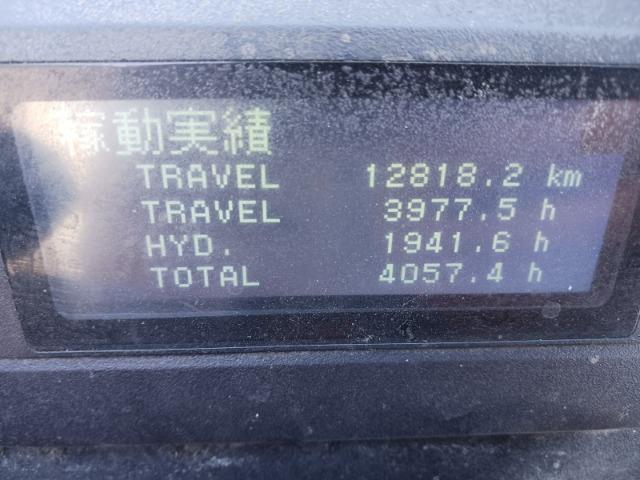 稼動実績
TRAVEL 12818.2 km
TRAVEL 3977.5 h
HYD. 1941.6 h
TOTAL 4057.4 h